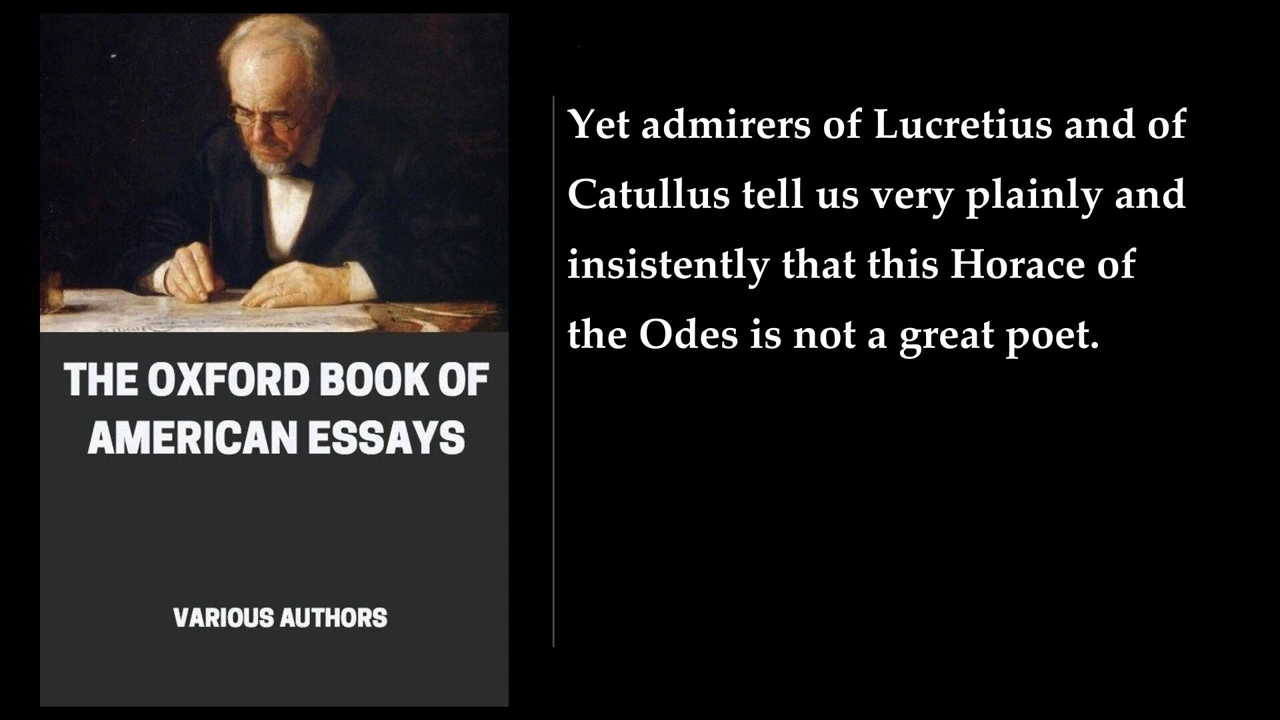 THE OXFORD BOOK OF
AMERICAN ESSAYS
VARIOUS AUTHORS
Yet admirers of Lucretius and of
Catullus tell us very plainly and
insistently that this Horace of
the Odes is not a great poet.